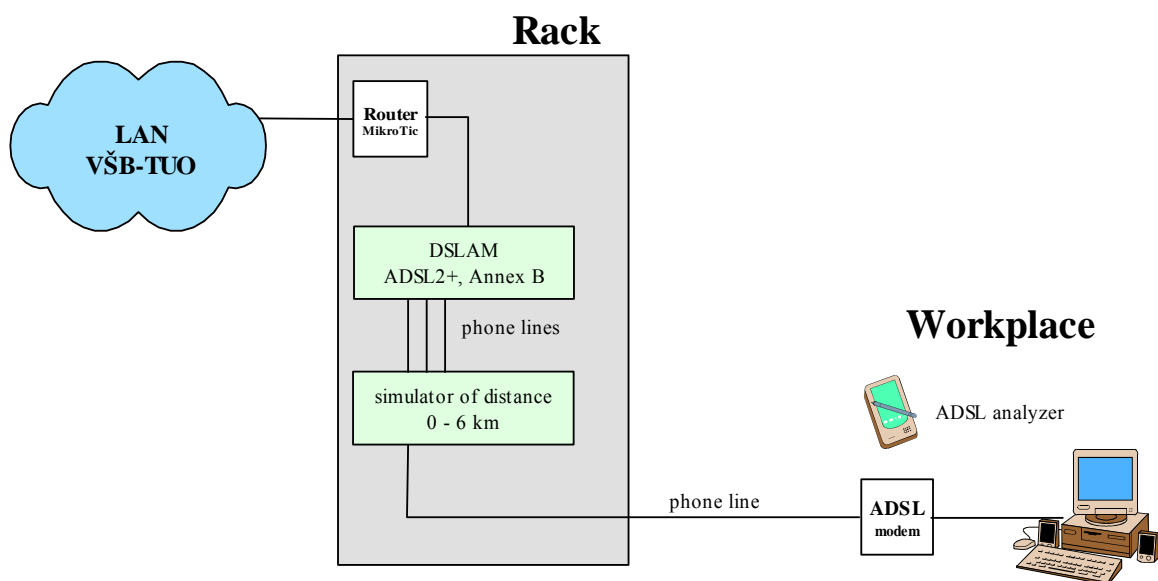 Rack
LAN
VŠB-TUO
Router
MikroTic
DSLAM
ADSL2+, Annex B
phone lines
simulator of distance
0 - 6 km
phone line
Workplace
ADSL analyzer
ADSL
modem